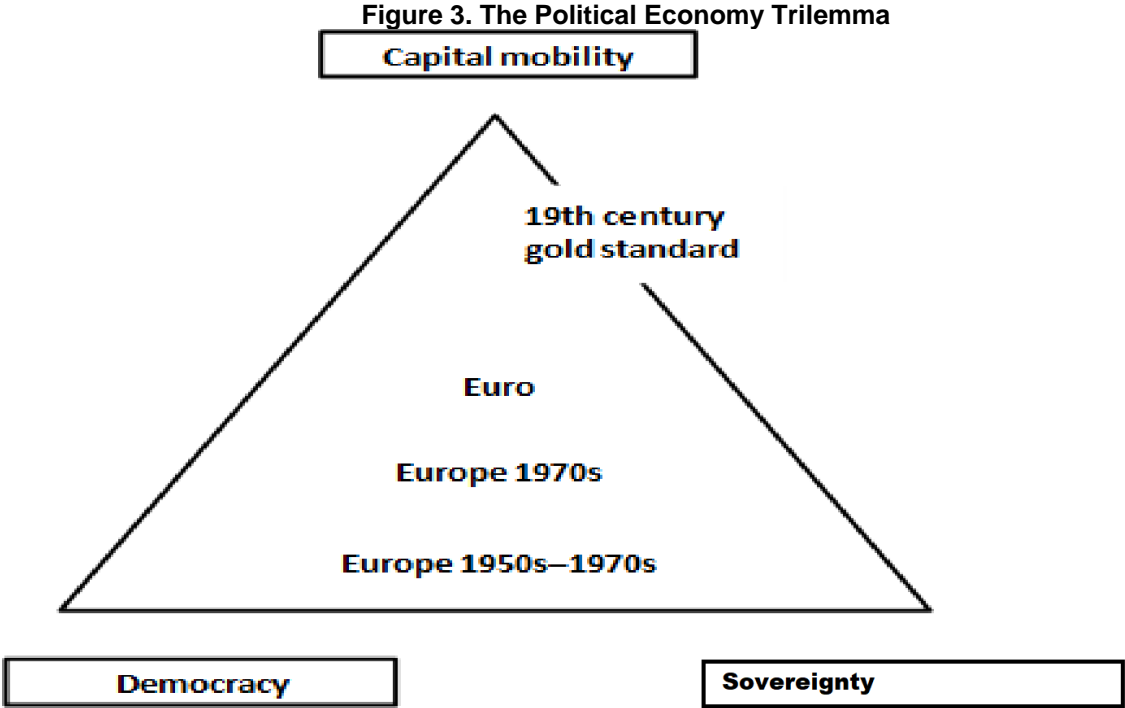 Figure 3. The Political Economy Trilemma
Capital mobility
19th century
gold standard
Euro
Europe 1970s
Europe 1950s–1970s
Democracy
Sovereignty